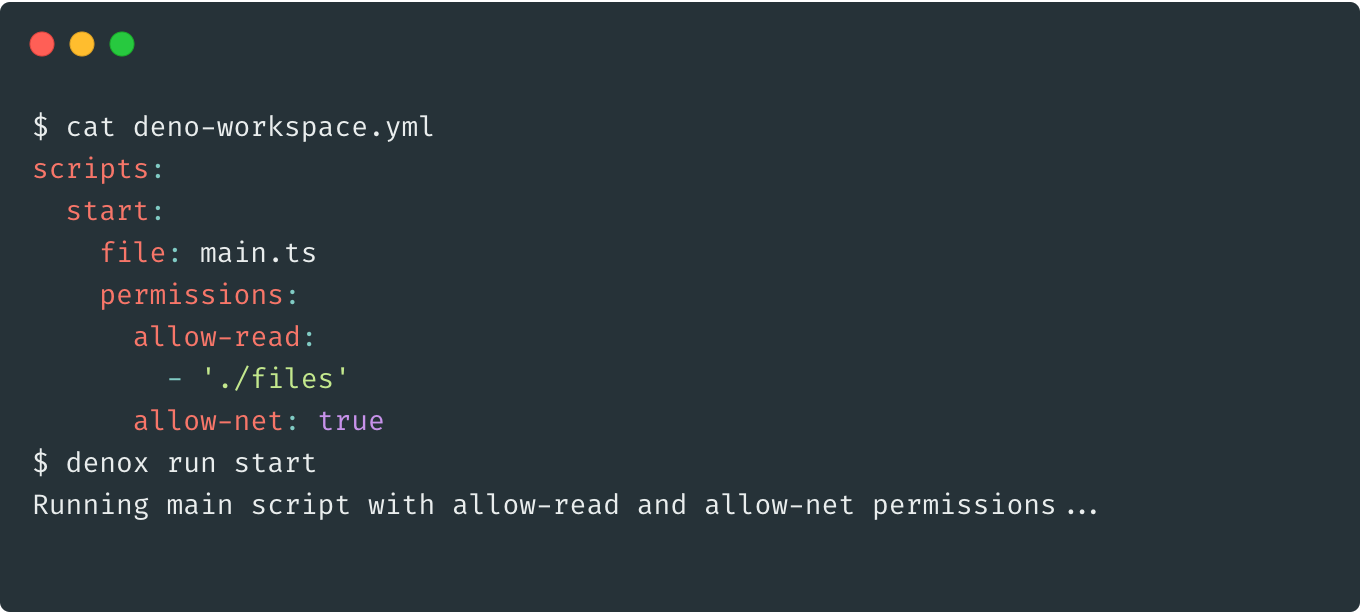 $ cat deno-workspace.yml
scripts:
  start:
    file: main.ts
    permissions:
      allow-read:
        - './files'
      allow-net: true
$ denox run start
Running main script with allow-read and allow-net permissions...